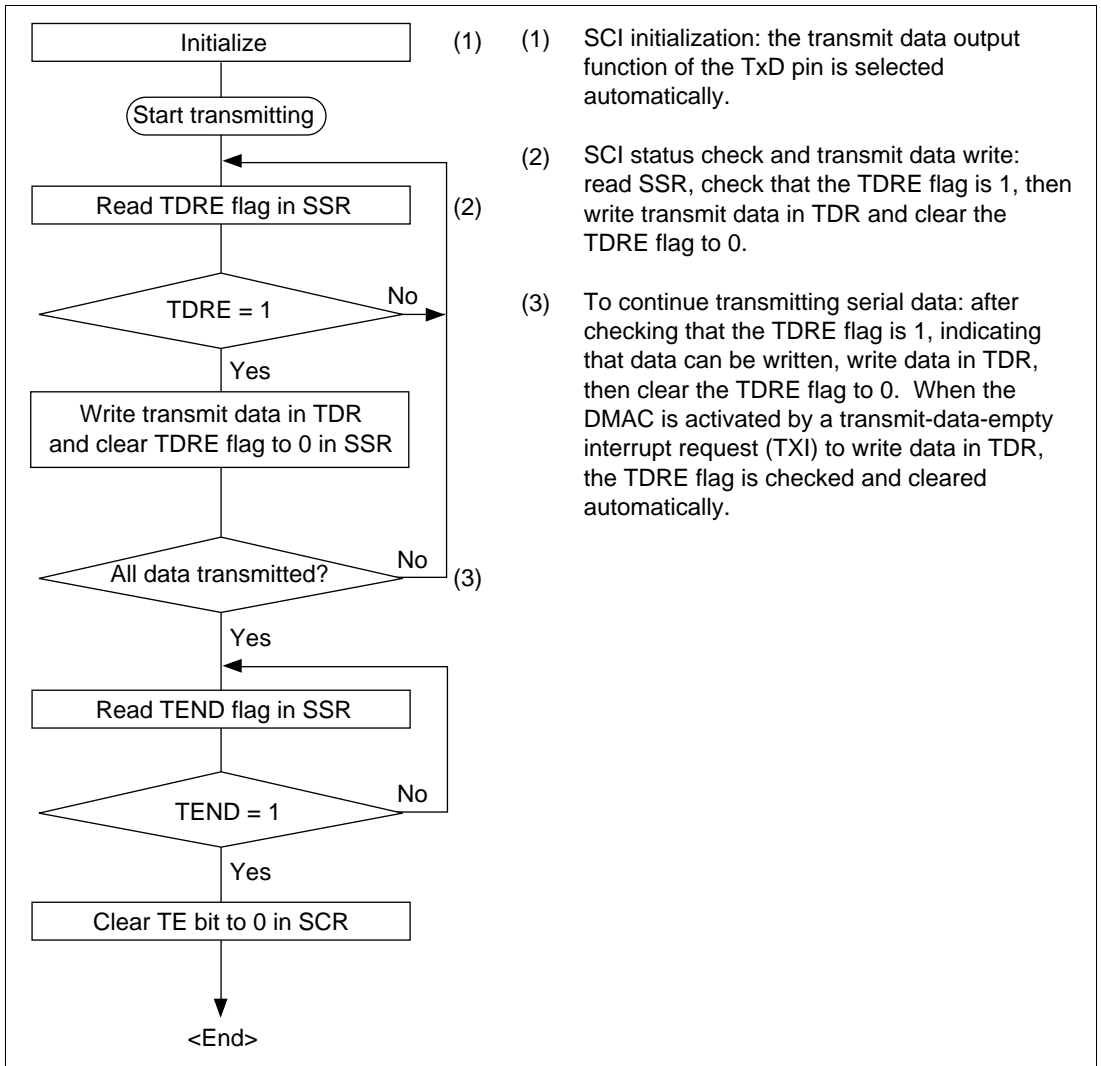 Initialize
(1)
Start transmitting
Read TDRE flag in SSR
(2)
TDRE = 1
No
Yes
Write transmit data in TDR
and clear TDRE flag to 0 in SSR
All data transmitted?
No
(3)
Yes
Read TEND flag in SSR
TEND = 1
No
Yes
Clear TE bit to 0 in SCR
<End>
(1) SCI initialization: the transmit data output
function of the TxD pin is selected
automatically.
(2) SCI status check and transmit data write:
read SSR, check that the TDRE flag is 1, then
write transmit data in TDR and clear the
TDRE flag to 0.
(3) To continue transmitting serial data: after
checking that the TDRE flag is 1, indicating
that data can be written, write data in TDR,
then clear the TDRE flag to 0.  When the
DMAC is activated by a transmit-data-empty
interrupt request (TXI) to write data in TDR,
the TDRE flag is checked and cleared
automatically.